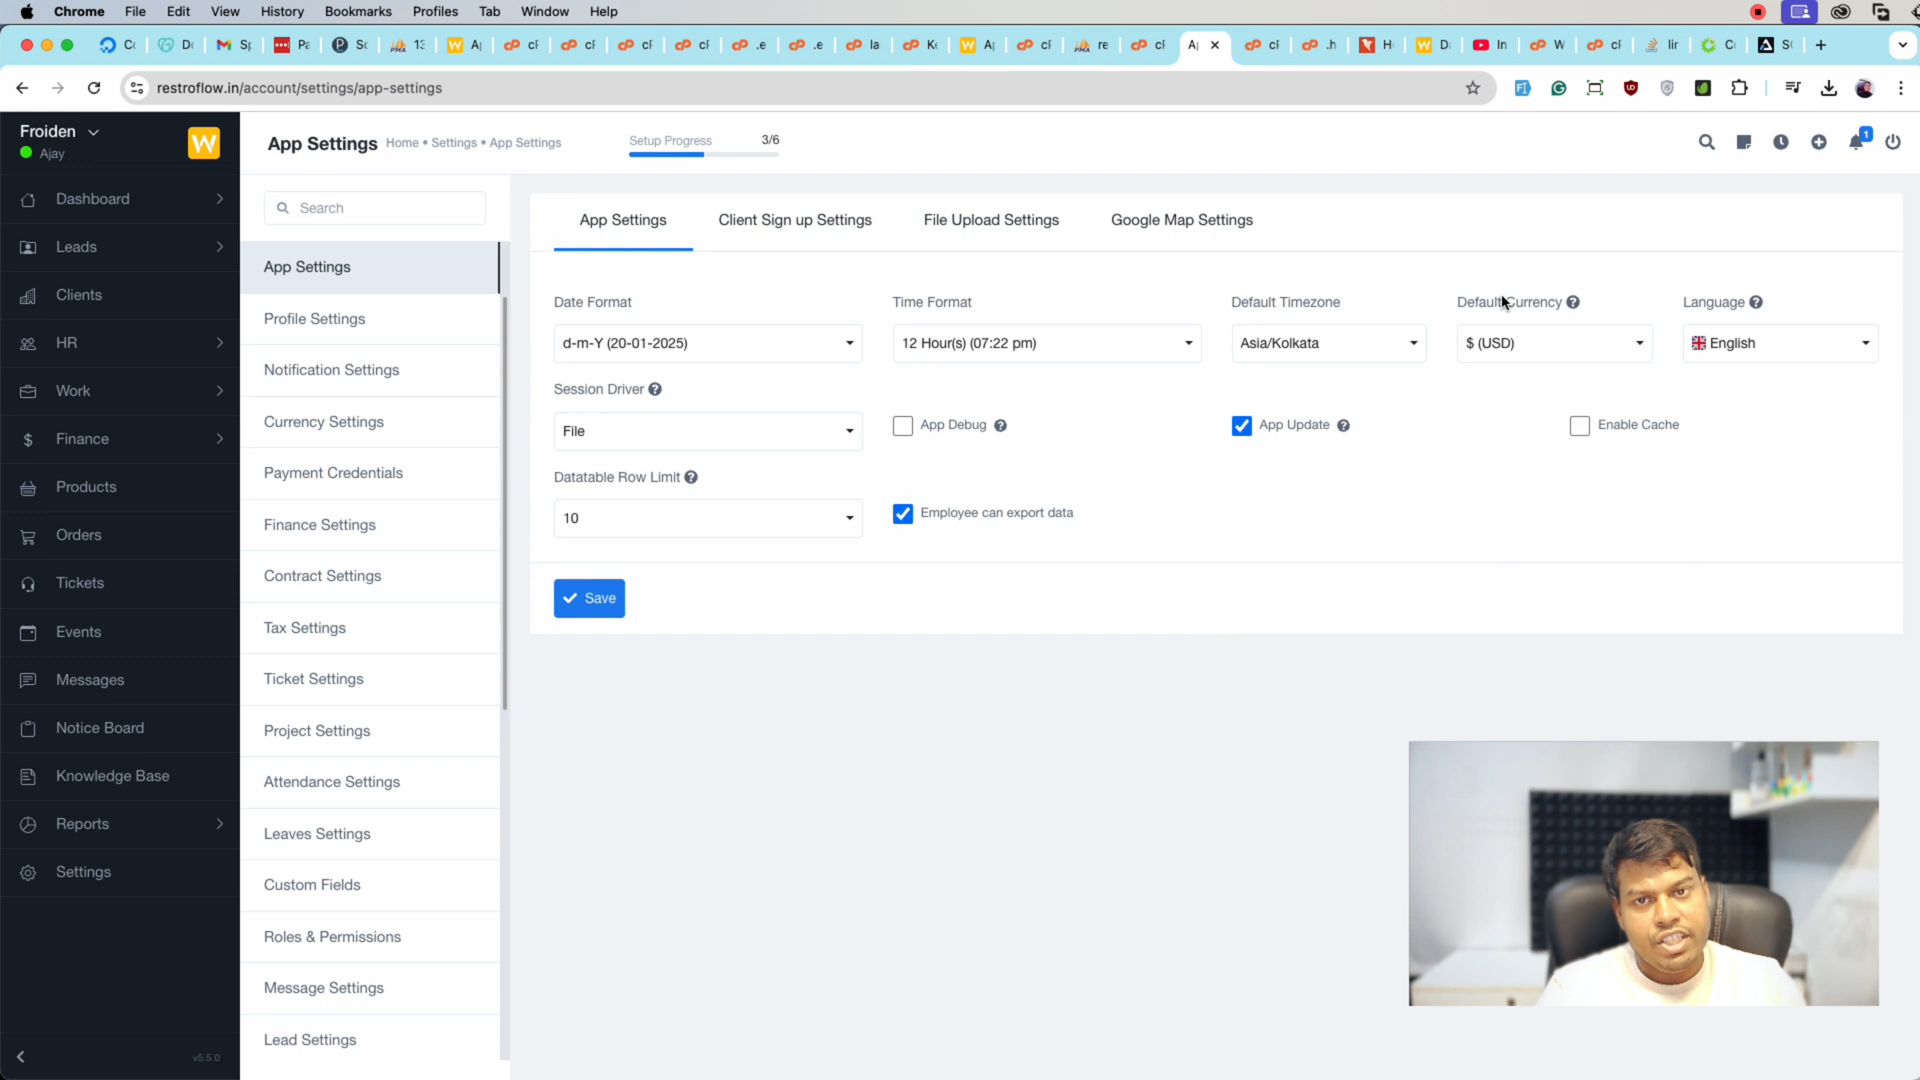 Chrome File Edit View History Bookmarks Profiles Tab Window Help
restroflow.in/account/settings/app-settings
Froiden
Ajay
W
App Settings Home • Settings • App Settings
Setup Progress 3/6
1
Dashboard
Leads
Clients
HR
Work
Finance
Products
Orders
Tickets
Events
Messages
Notice Board
Knowledge Base
Reports
Settings
v5.5.0
Search
App Settings
Profile Settings
Notification Settings
Currency Settings
Payment Credentials
Finance Settings
Contract Settings
Tax Settings
Ticket Settings
Project Settings
Attendance Settings
Leaves Settings
Custom Fields
Roles & Permissions
Message Settings
Lead Settings
App Settings Client Sign up Settings File Upload Settings Google Map Settings
Date Format Time Format Default Timezone Default Currency Language
d-m-Y (20-01-2025) 12 Hour(s) (07:22 pm) Asia/Kolkata $ (USD) English
Session Driver
File App Debug App Update Enable Cache
Datatable Row Limit
10 Employee can export data
Save